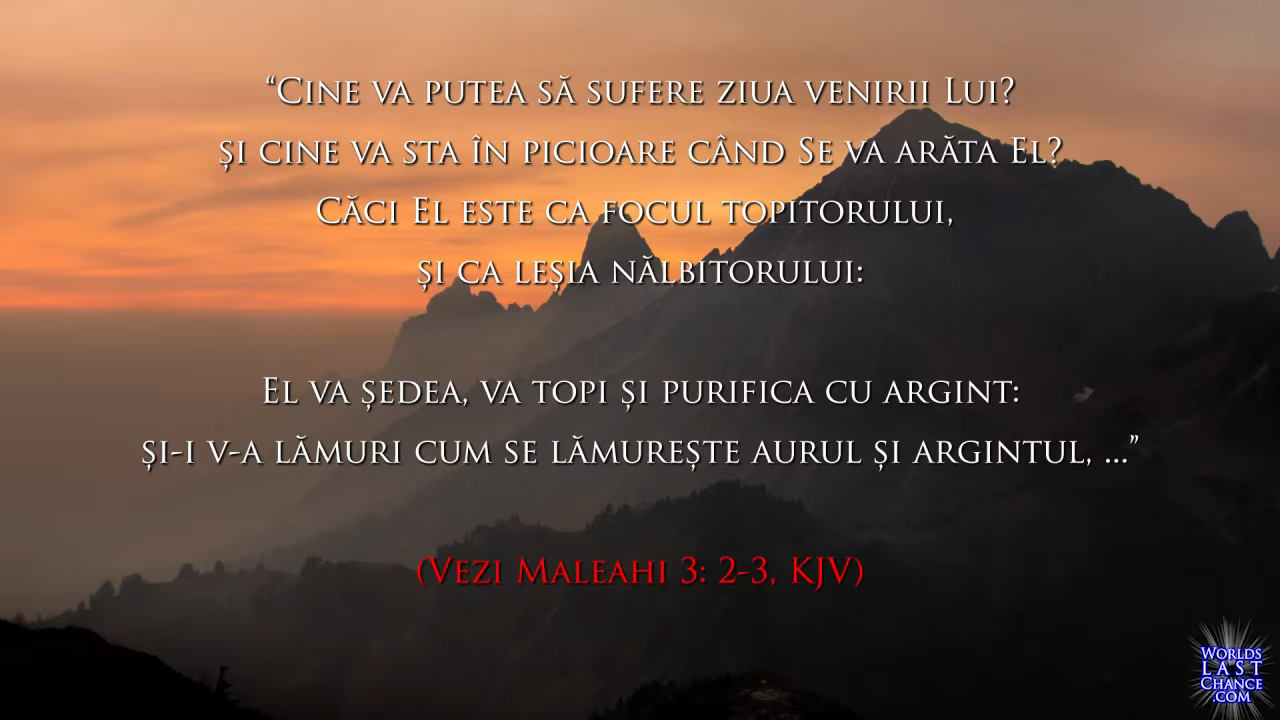 “Cine va putea să sufere ziua venirii Lui?
și cine va sta în picioare când Se va arăta El?
Căci El este ca focul topitorului,
și ca leșia nălbitorului:
El va ședea, va topi și purifica cu argint:
și-i v-a lămuri cum se lămurește aurul și argintul, ...”
(Vezi Maleahi 3: 2-3, KJV)
Worlds
Last
Chance
.com